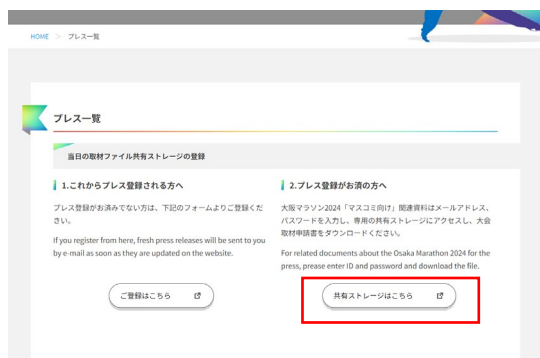 HOME > プレス一覧
プレス一覧
当日の取材ファイル共有ストレージの登録
1.これからプレス登録される方へ
プレス登録がお済みでない方は、下記のフォームよりご登録くだ
さい。
If you register from here, fresh press releases will be sent to you
by e-mail as soon as they are updated on the website.
ご登録はこちら
2.プレス登録がお済の方へ
大阪マラソン2024「マスコミ向け」関連資料はメールアドレス、
パスワードを入力し、専用の共有ストレージにアクセスし、大会
取材申請書をダウンロードください。
For related documents about the Osaka Marathon 2024 for the
press, please enter ID and password and download the file.
共有ストレージはこちら